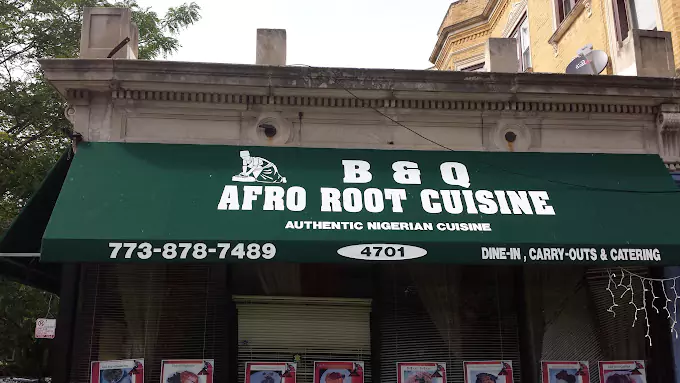 B & Q
AFRO ROOT CUISINE
AUTHENTIC NIGERIAN CUISINE
773-878-7489
4701
DINE-IN , CARRY-OUTS & CATERING